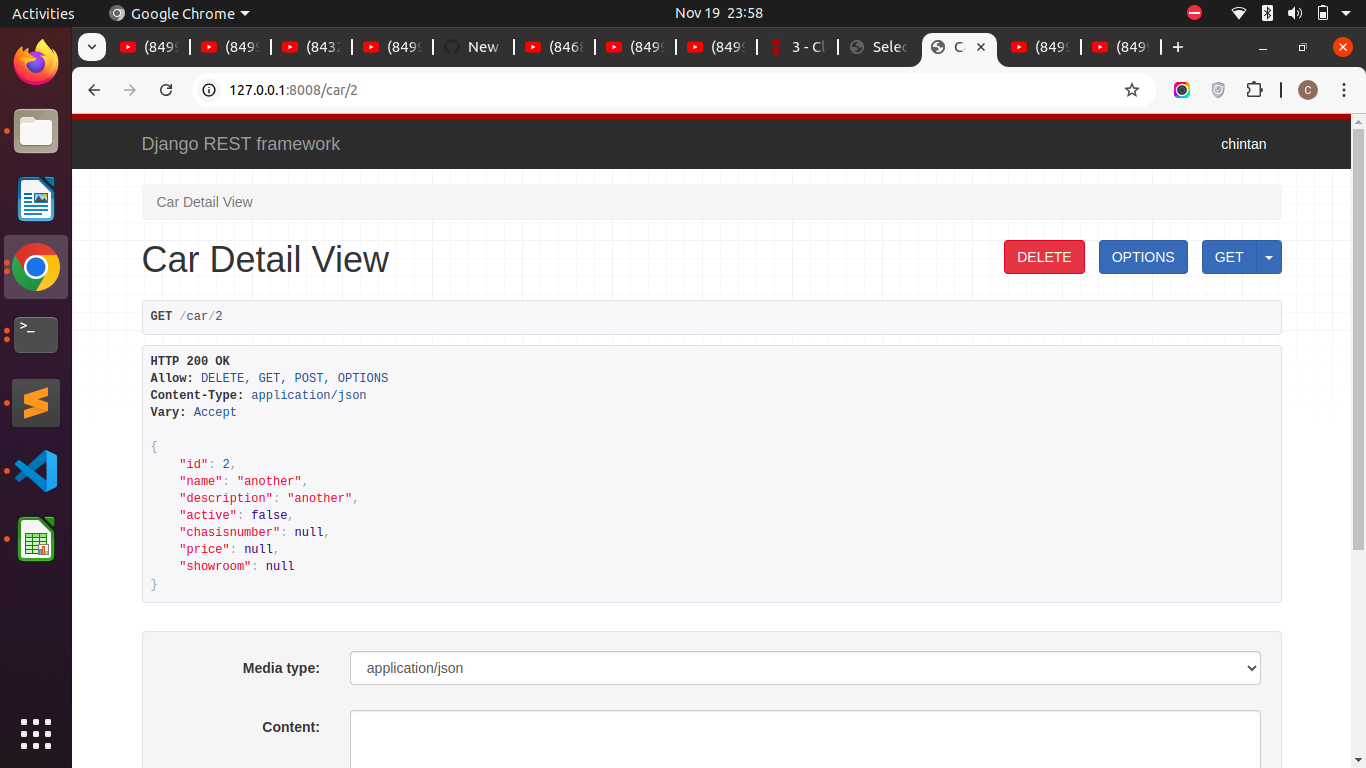 Activities Google Chrome Nov 19 23:58
(849 (849 (843 (849 New (846 (849 (849 3 - C Selec C (849 (849
127.0.0.1:8008/car/2 C
Django REST framework chintan
Car Detail View
Car Detail View DELETE OPTIONS GET
GET /car/2
HTTP 200 OK
Allow: DELETE, GET, POST, OPTIONS
Content-Type: application/json
Vary: Accept
{
"id": 2,
"name": "another",
"description": "another",
"active": false,
"chasisnumber": null,
"price": null,
"showroom": null
}
Media type: application/json
Content: